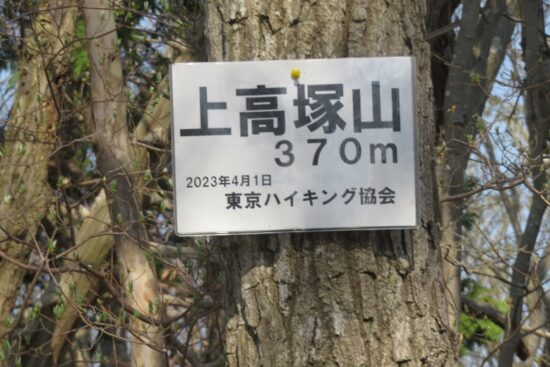 上高塚山
370m
2023年4月1日
東京ハイキング協会